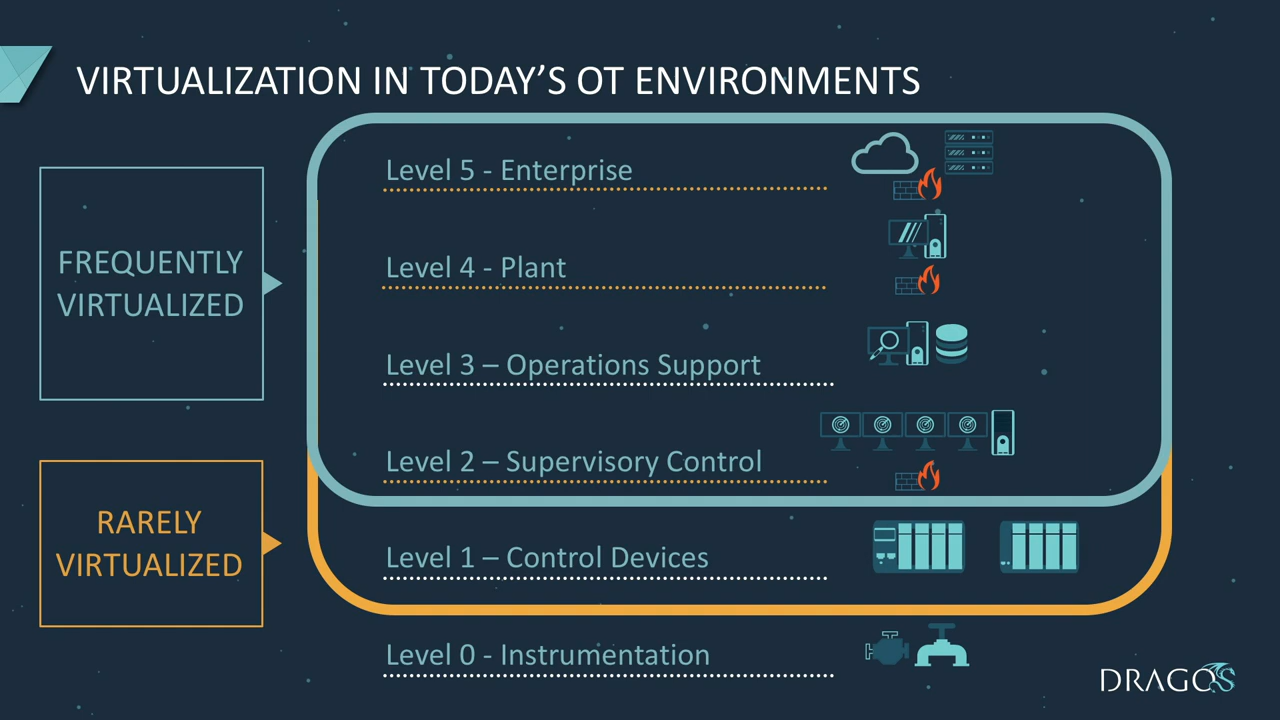 VIRTUALIZATION IN TODAY’S OT ENVIRONMENTS
FREQUENTLY
VIRTUALIZED
Level 5 - Enterprise
Level 4 - Plant
Level 3 – Operations Support
Level 2 – Supervisory Control
RARELY
VIRTUALIZED
Level 1 – Control Devices
Level 0 - Instrumentation
DRAGOS